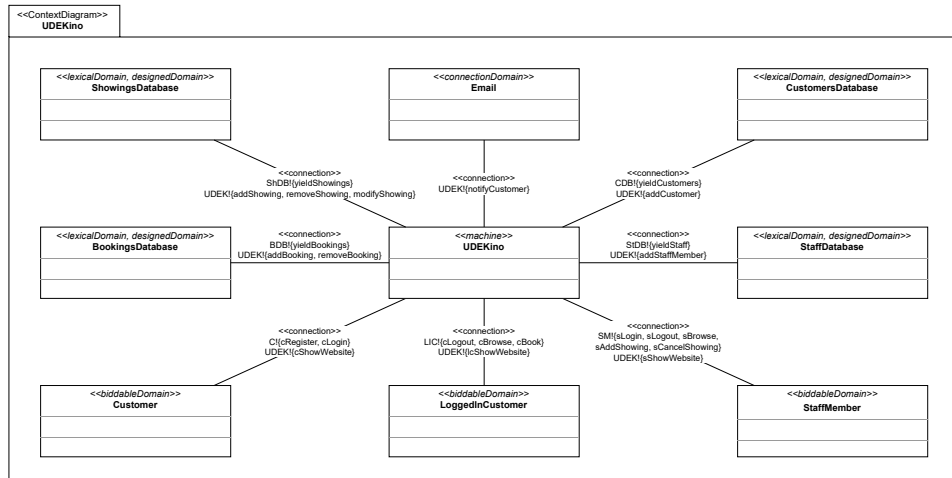 <<ContextDiagram>>
UDEKino
<<lexicalDomain, designedDomain>>
ShowingsDatabase
<<connectionDomain>>
Email
<<lexicalDomain, designedDomain>>
CustomersDatabase
<<connection>>
ShDB!{yieldShowings}
UDEK!{addShowing, removeShowing, modifyShowing}
<<connection>>
UDEK!{notifyCustomer}
<<connection>>
CDB!{yieldCustomers}
UDEK!{addCustomer}
<<lexicalDomain, designedDomain>>
BookingsDatabase
<<connection>>
BDB!{yieldBookings}
UDEK!{addBooking, removeBooking}
<<machine>>
UDEKino
<<connection>>
StDB!{yieldStaff}
UDEK!{addStaffMember}
<<lexicalDomain, designedDomain>>
StaffDatabase
<<connection>>
C!{cRegister, cLogin}
UDEK!{cShowWebsite}
<<connection>>
LIC!{cLogout, cBrowse, cBook}
UDEK!{lcShowWebsite}
<<connection>>
SM!{sLogin, sLogout, sBrowse,
sAddShowing, sCancelShowing}
UDEK!{sShowWebsite}
<<biddableDomain>>
Customer
<<biddableDomain>>
LoggedInCustomer
<<biddableDomain>>
StaffMember